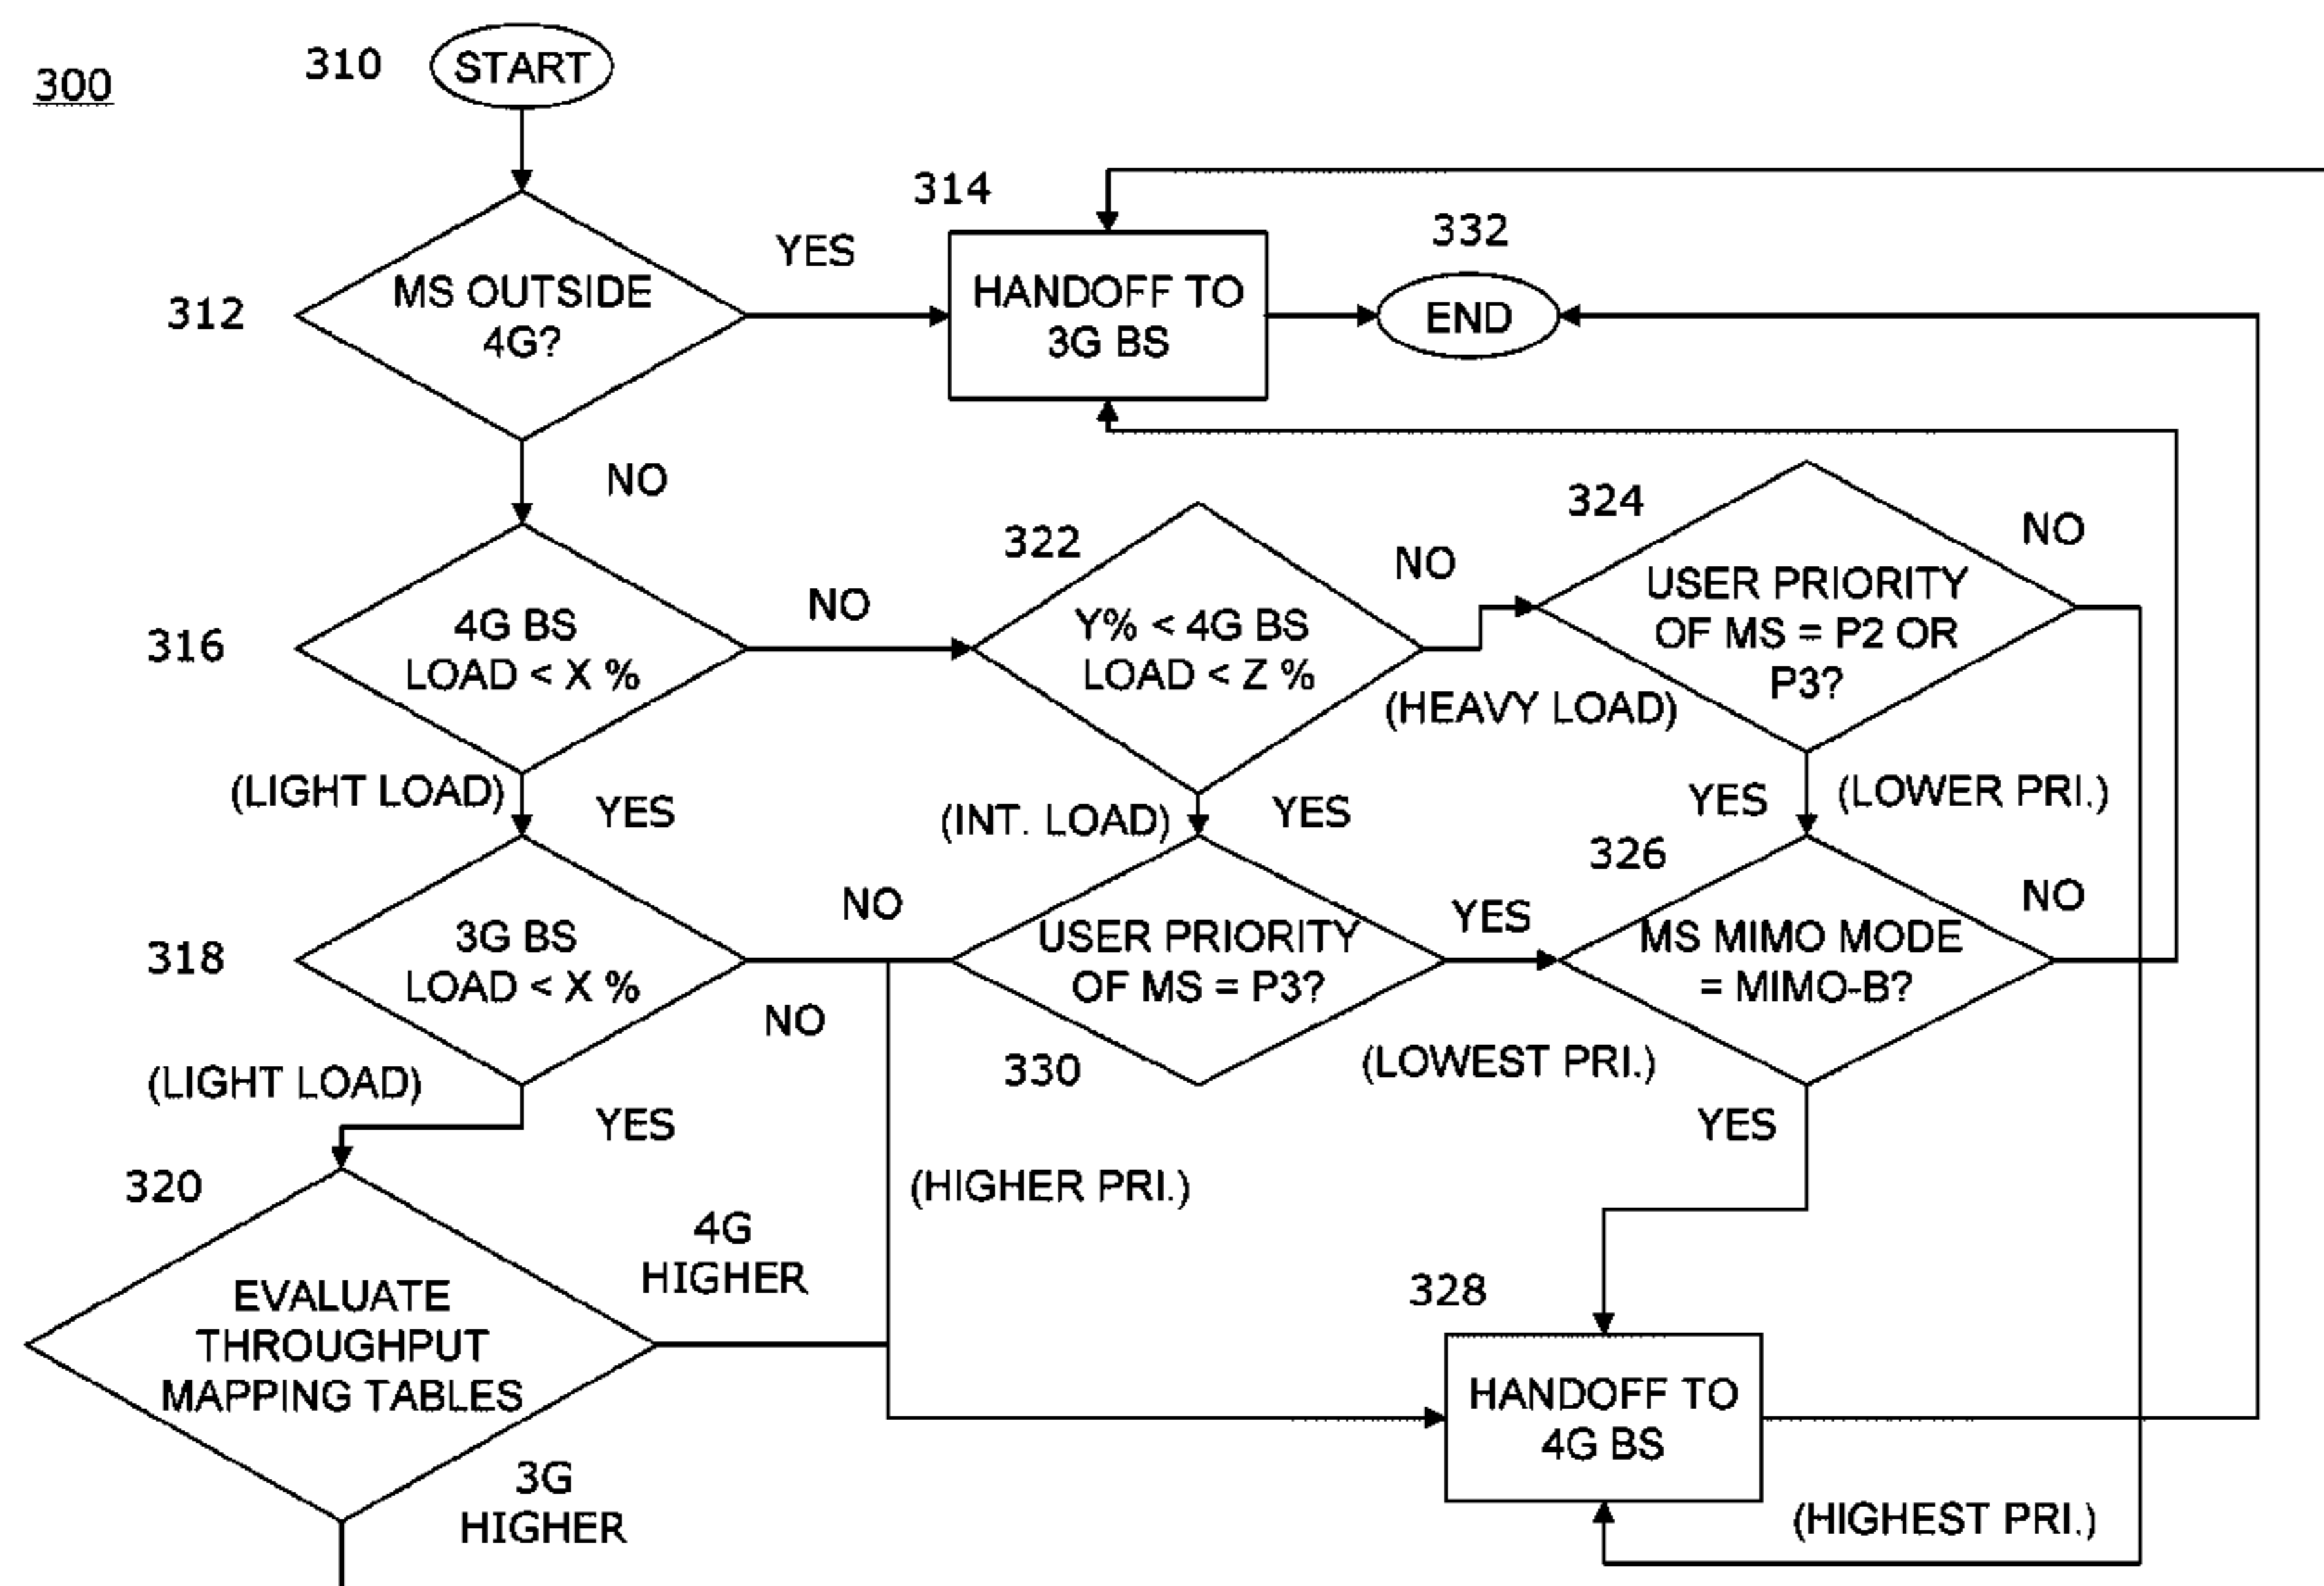 300
310
START
314
332
312
MS OUTSIDE
4G?
YES
HANDOFF TO
3G BS
END
NO
316
4G BS
LOAD < X %
NO
322
Y% < 4G BS
LOAD < Z %
NO
(HEAVY LOAD)
324
USER PRIORITY
OF MS = P2 OR
P3?
NO
(LIGHT LOAD)
YES
(INT. LOAD)
YES
YES
(LOWER PRI.)
318
3G BS
LOAD < X %
NO
NO
USER PRIORITY
OF MS = P3?
330
YES
(LOWEST PRI.)
326
MS MIMO MODE
= MIMO-B?
NO
(LIGHT LOAD)
YES
YES
320
EVALUATE
THROUGHPUT
MAPPING TABLES
4G
HIGHER
(HIGHER PRI.)
328
HANDOFF TO
4G BS
3G
HIGHER
(HIGHEST PRI.)